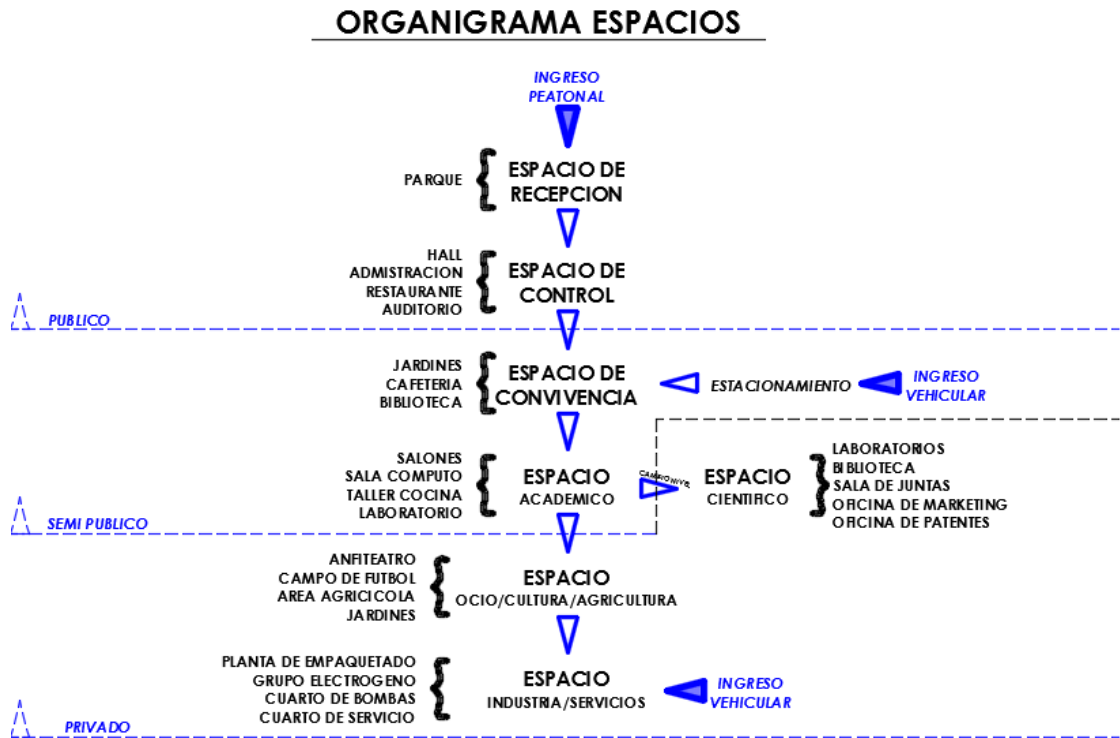 ORGANIGRAMA ESPACIOS
INGRESO
PEATONAL
PARQUE
ESPACIO DE
RECEPCION
HALL
ADMISTRACION
RESTAURANTE
AUDITORIO
ESPACIO DE
CONTROL
PUBLICO
JARDINES
CAFETERIA
BIBLIOTECA
ESPACIO DE
CONVIVENCIA
ESTACIONAMIENTO
INGRESO
VEHICULAR
SALONES
SALA COMPUTO
TALLER COCINA
LABORATORIO
ESPACIO
ACADEMICO
ESPACIO
CIENTIFICO
LABORATORIOS
BIBLIOTECA
SALA DE JUNTAS
OFICINA DE MARKETING
OFICINA DE PATENTES
SEMI PUBLICO
ANFITEATRO
CAMPO DE FUTBOL
AREA AGRICICOLA
JARDINES
ESPACIO
OCIO/CULTURA/AGRICULTURA
PLANTA DE EMPAQUETADO
GRUPO ELECTROGENO
CUARTO DE BOMBAS
CUARTO DE SERVICIO
ESPACIO
INDUSTRIA/SERVICIOS
INGRESO
VEHICULAR
PRIVADO